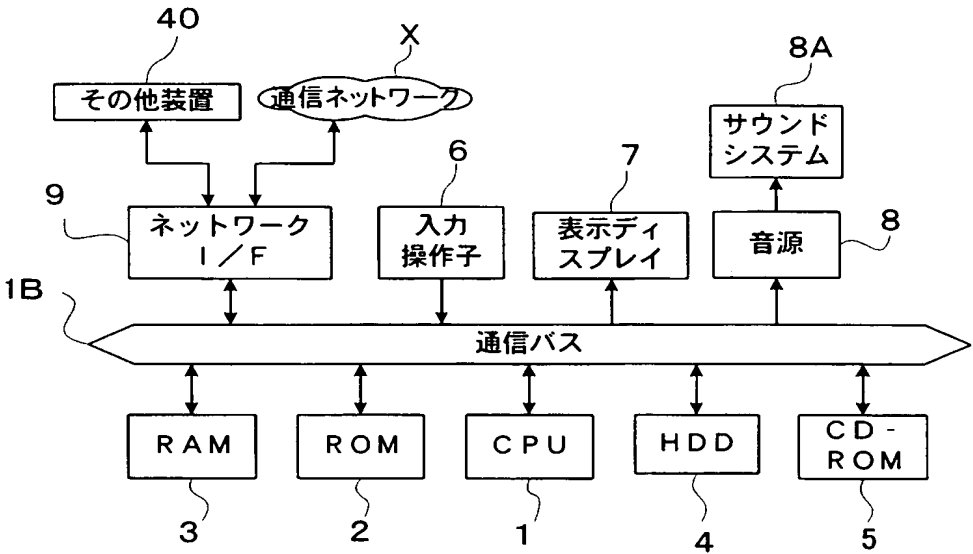 40
X
8A
その他装置
通信ネットワーク
サウンド
システム
9
6
7
8
ネットワーク
I/F
入力
操作子
表示ディ
スプレイ
音源
1B
通信バス
RAM
ROM
CPU
HDD
CD-
ROM
3
2
1
4
5